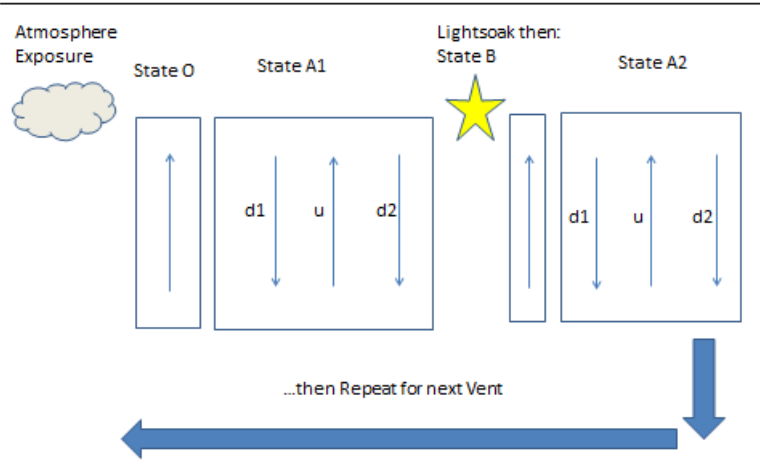 Atmosphere
Exposure
State O
State A1
Lightsoak then:
State B
State A2
d1
u
d2
d1
u
d2
...then Repeat for next Vent